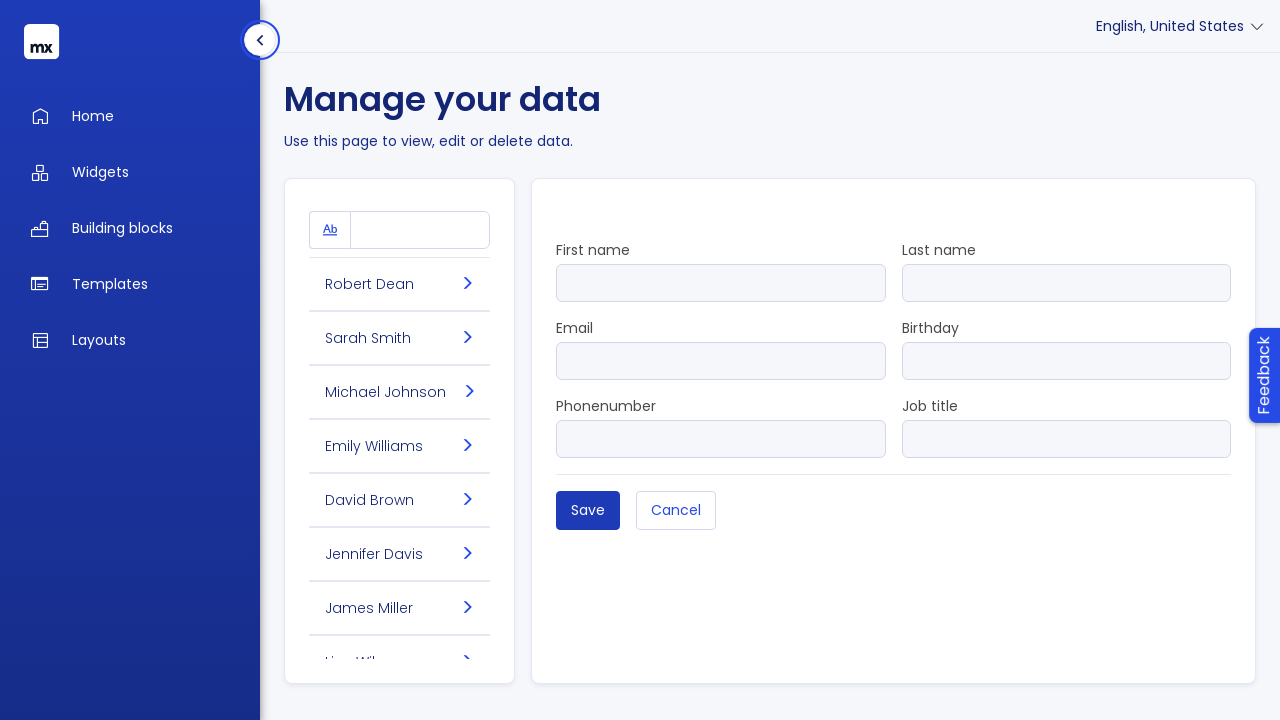 mx
Home
Widgets
Building blocks
Templates
Layouts
English, United States
Manage your data
Use this page to view, edit or delete data.
Ab
Robert Dean
Sarah Smith
Michael Johnson
Emily Williams
David Brown
Jennifer Davis
James Miller
First name
Last name
Email
Birthday
Phonenumber
Job title
Save
Cancel
Feedback